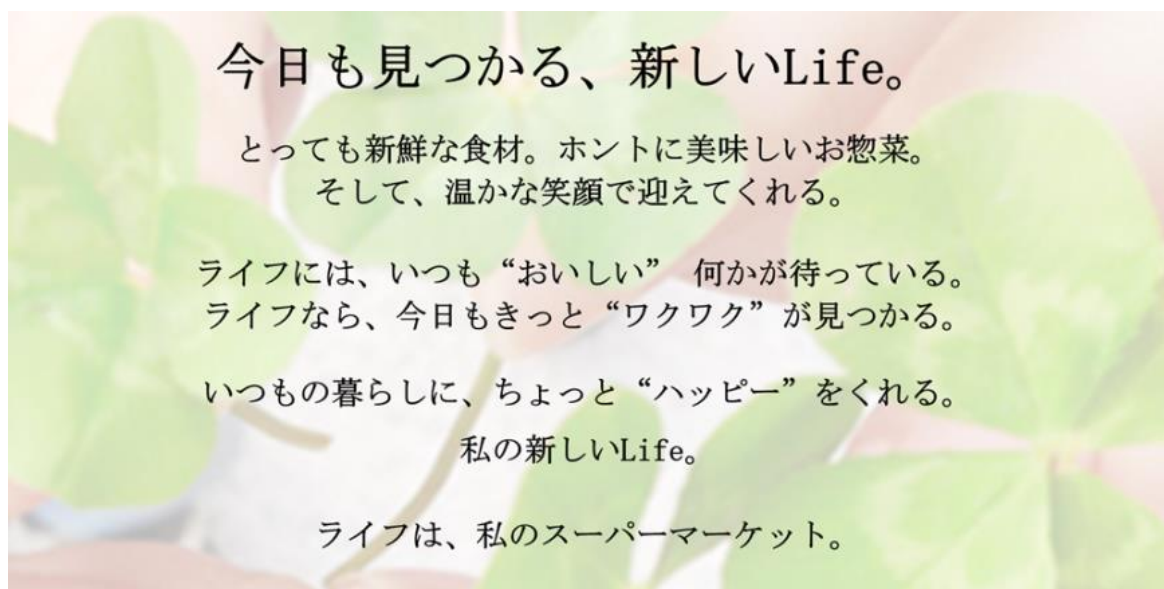 今日も見つかる、新しいLife。
とっても新鮮な食材。ホントに美味しいお惣菜。
そして、温かな笑顔で迎えてくれる。
ライフには、いつも“おいしい” 何かが待っている。
ライフなら、今日もきっと“ワクワク”が見つかる。
いつもの暮らしに、ちょっと“ハッピー”をくれる。
私の新しいLife。
ライフは、私のスーパーマーケット。